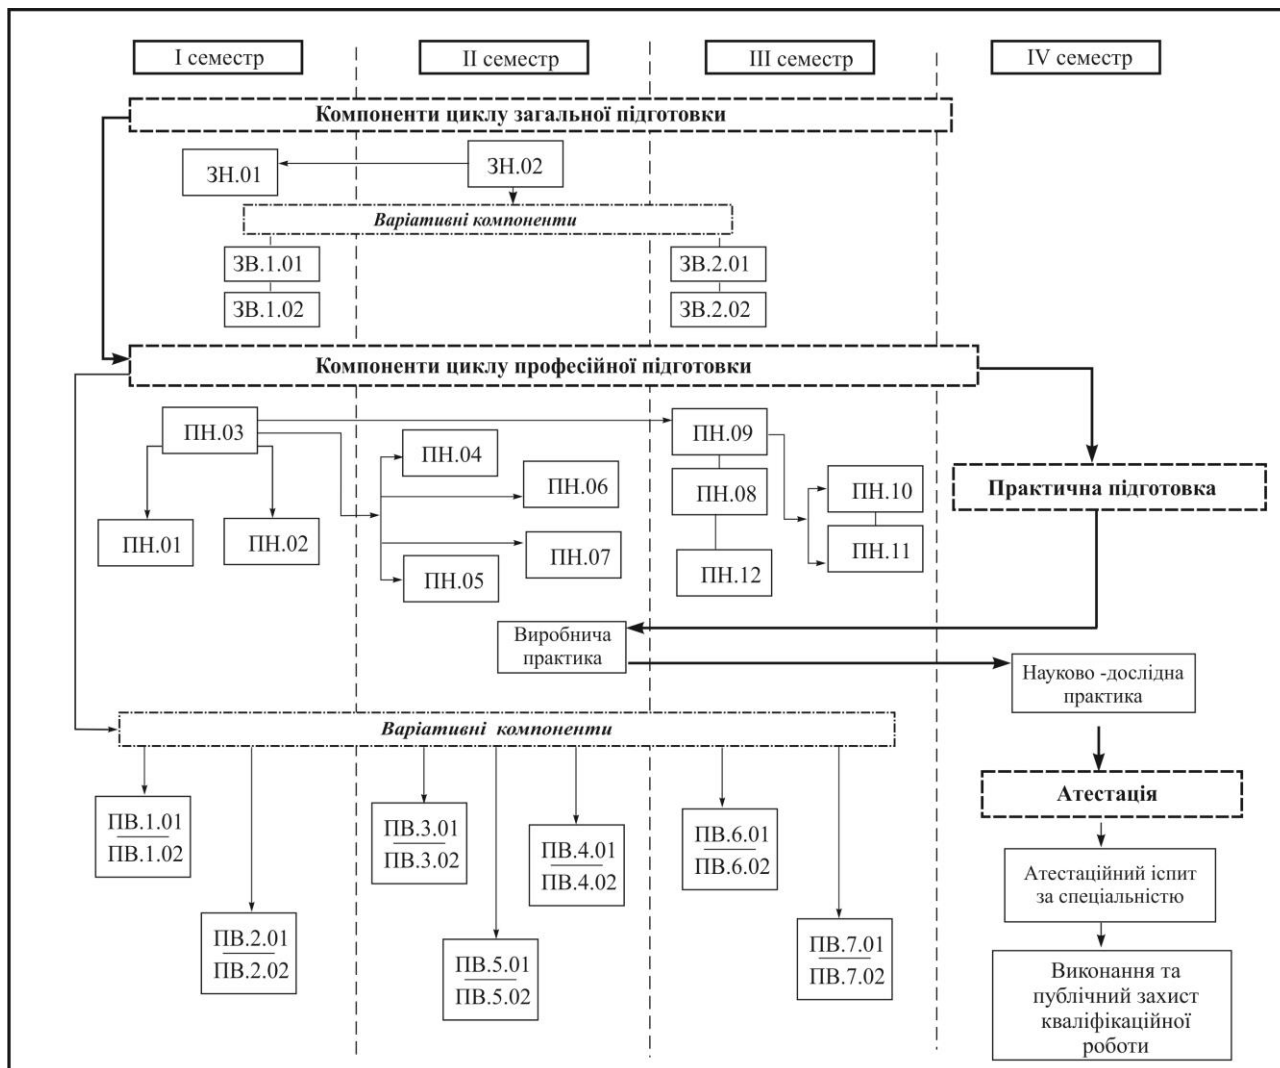 І семестр
ІІ семестр
ІІІ семестр
IV семестр
Компоненти циклу загальної підготовки
ЗН.01
ЗН.02
Варіативні компоненти
ЗВ.1.01
ЗВ.2.01
ЗВ.1.02
ЗВ.2.02
Компоненти циклу професійної підготовки
ПН.03
ПН.09
ПН.04
ПН.06
ПН.08
ПН.10
Практична підготовка
ПН.01
ПН.02
ПН.07
ПН.11
ПН.05
ПН.12
Виробнича
практика
Науково -дослідна
практика
Варіативні компоненти
Атестація
ПВ.1.01
ПВ.1.02
ПВ.3.01
ПВ.3.02
ПВ.4.01
ПВ.4.02
ПВ.6.01
ПВ.6.02
Атестаційний іспит
за спеціальністю
ПВ.2.01
ПВ.2.02
ПВ.5.01
ПВ.5.02
ПВ.7.01
ПВ.7.02
Виконання та
публічний захист
кваліфікаційної
роботи